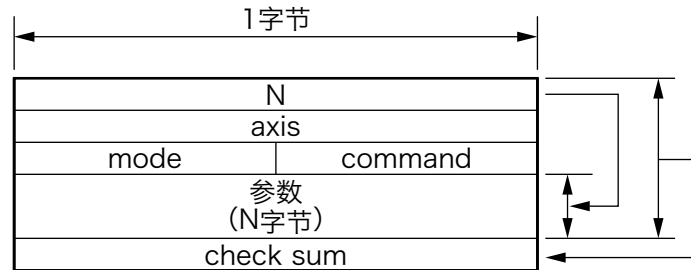 1字节
N
axis
mode command
参数
(N字节)
check sum